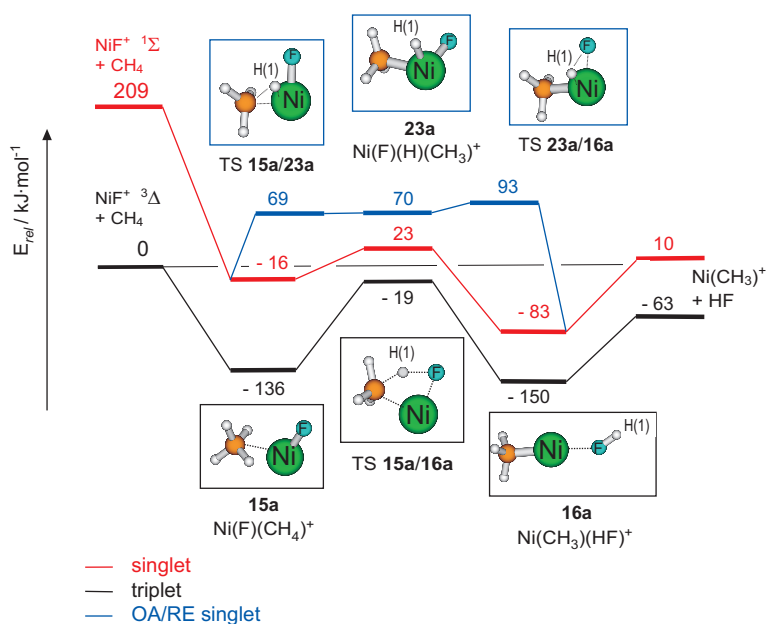 NiF⁺ ¹Σ
+ CH₄
209
H(1)
F
Ni
TS 15a/23a
H(1)
F
Ni
23a
Ni(F)(H)(CH₃)⁺
H(1)
F
Ni
TS 23a/16a
E_rel / kJ·mol⁻¹
NiF⁺ ³Δ
+ CH₄
0
69
70
93
- 16
23
- 83
10
- 136
- 19
- 150
- 63
Ni(CH₃)⁺
+ HF
F
Ni
15a
Ni(F)(CH₄)⁺
H(1)
F
Ni
TS 15a/16a
H(1)
Ni
F
16a
Ni(CH₃)(HF)⁺
singlet
triplet
OA/RE singlet